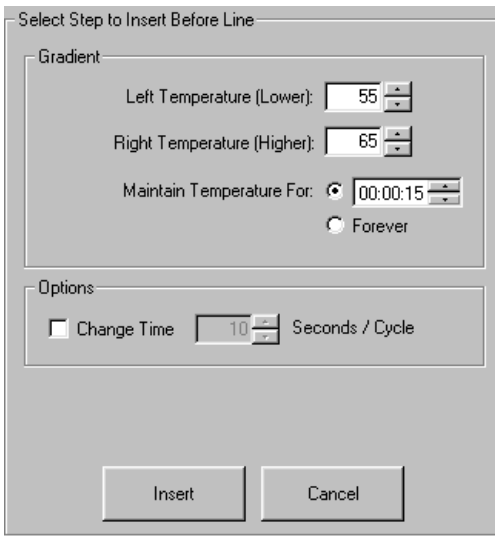 Select Step to Insert Before Line
Gradient
Left Temperature (Lower): 55
Right Temperature (Higher): 65
Maintain Temperature For: 00:00:15
Forever
Options
Change Time 10 Seconds / Cycle
Insert Cancel